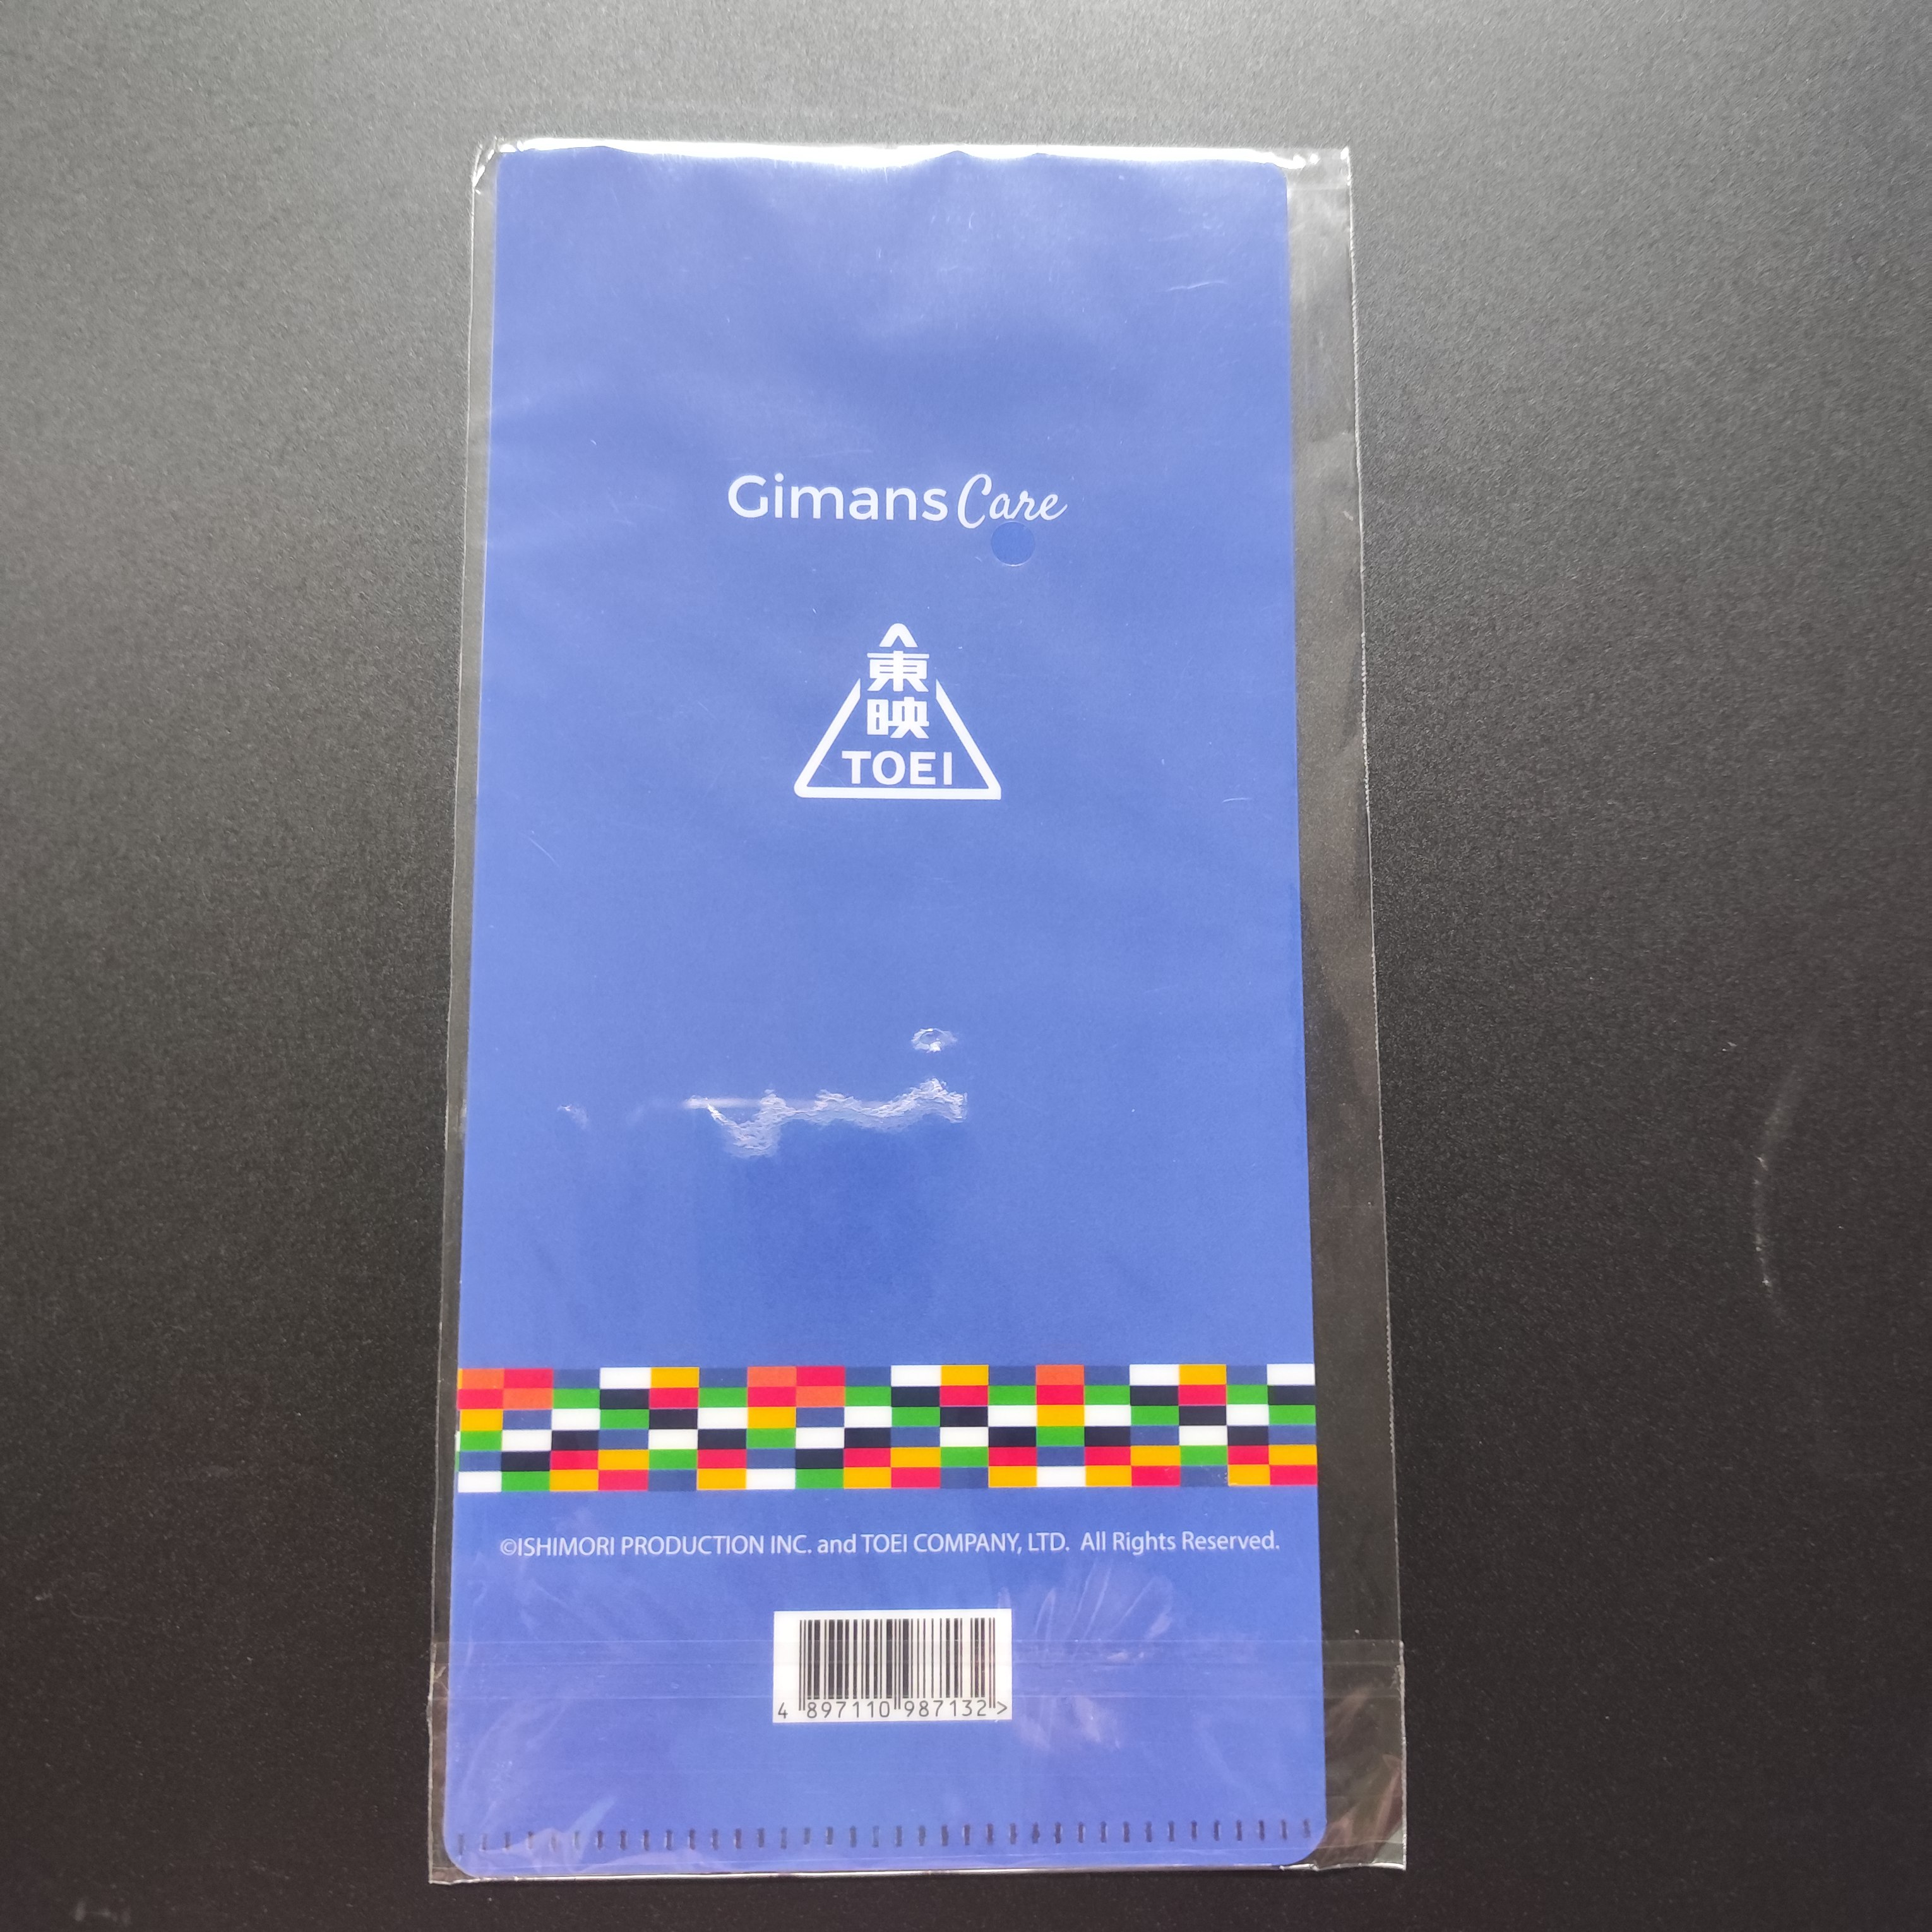 Gimans Care
東
映
TOEI
©ISHIMORI PRODUCTION INC. and TOEI COMPANY, LTD. All Rights Reserved.
4 897110 987132 >